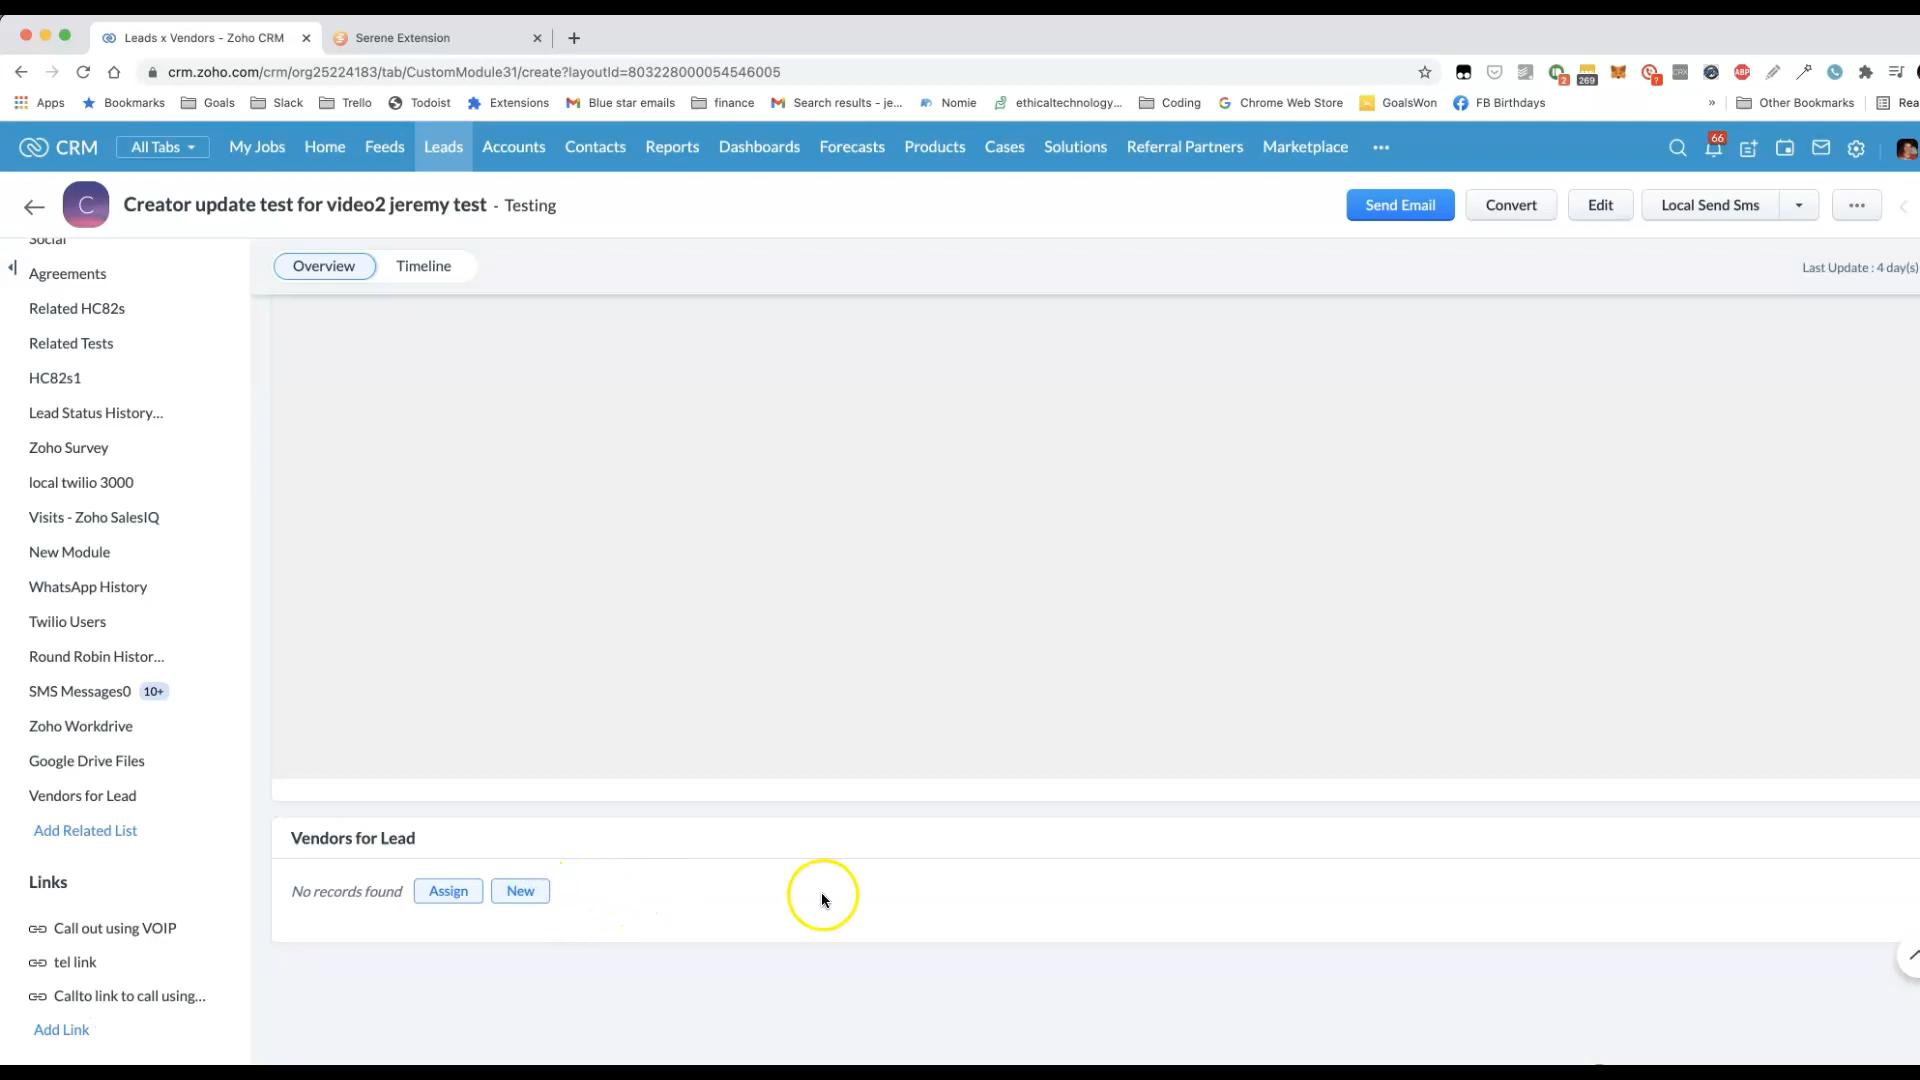 Leads x Vendors - Zoho CRM
Serene Extension
crm.zoho.com/crm/org25224183/tab/CustomModule31/create?layoutId=803228000054546005
2
269
?
CRX
ABP
Apps
Bookmarks
Goals
Slack
Trello
Todoist
Extensions
Blue star emails
finance
Search results - je...
Nomie
ethicaltechnology...
Coding
Chrome Web Store
GoalsWon
FB Birthdays
»
Other Bookmarks
Rea
CRM
All Tabs
My Jobs
Home
Feeds
Leads
Accounts
Contacts
Reports
Dashboards
Forecasts
Products
Cases
Solutions
Referral Partners
Marketplace
66
C
Creator update test for video2 jeremy test - Testing
Send Email
Convert
Edit
Local Send Sms
Social
Agreements
Related HC82s
Related Tests
HC82s1
Lead Status History...
Zoho Survey
local twilio 3000
Visits - Zoho SalesIQ
New Module
WhatsApp History
Twilio Users
Round Robin Histor...
SMS Messages0 10+
Zoho Workdrive
Google Drive Files
Vendors for Lead
Add Related List
Links
Call out using VOIP
tel link
Callto link to call using...
Add Link
Overview
Timeline
Last Update : 4 day(s)
Vendors for Lead
No records found
Assign
New